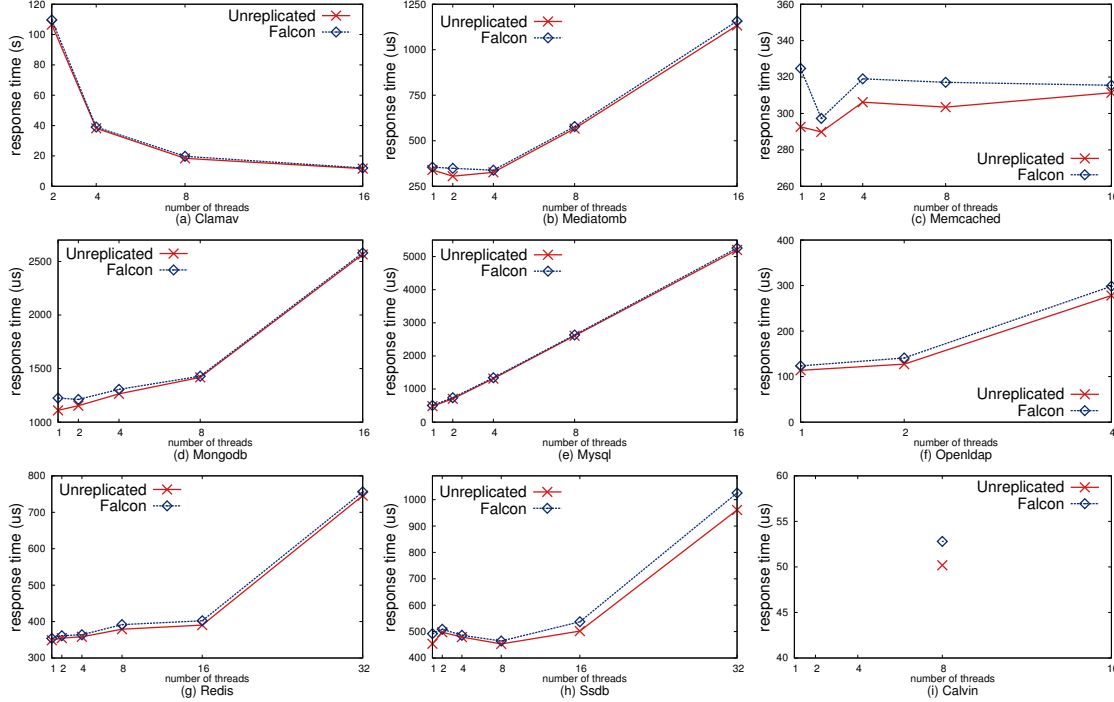 120
100
80
60
40
20
0
response time (s)
Unreplicated
Falcon
2 4 8 16
number of threads
(a) Clamav
1250
1000
750
500
250
response time (us)
Unreplicated
Falcon
1 2 4 8 16
number of threads
(b) Mediatomb
360
340
320
300
280
260
response time (us)
Unreplicated
Falcon
1 2 4 8 16
number of threads
(c) Memcached
2500
2000
1500
1000
response time (us)
Unreplicated
Falcon
1 2 4 8 16
number of threads
(d) Mongodb
5000
4000
3000
2000
1000
0
response time (us)
Unreplicated
Falcon
1 2 4 8 16
number of threads
(e) Mysql
400
300
200
100
0
response time (us)
Unreplicated
Falcon
1 2 4
number of threads
(f) Openldap
800
700
600
500
400
300
response time (us)
Unreplicated
Falcon
1 2 4 8 16 32
number of threads
(g) Redis
1000
900
800
700
600
500
400
response time (us)
Unreplicated
Falcon
1 2 4 8 16 32
number of threads
(h) Ssdb
60
55
50
45
40
response time (us)
Unreplicated
Falcon
1 2 4 8 16
number of threads
(i) Calvin